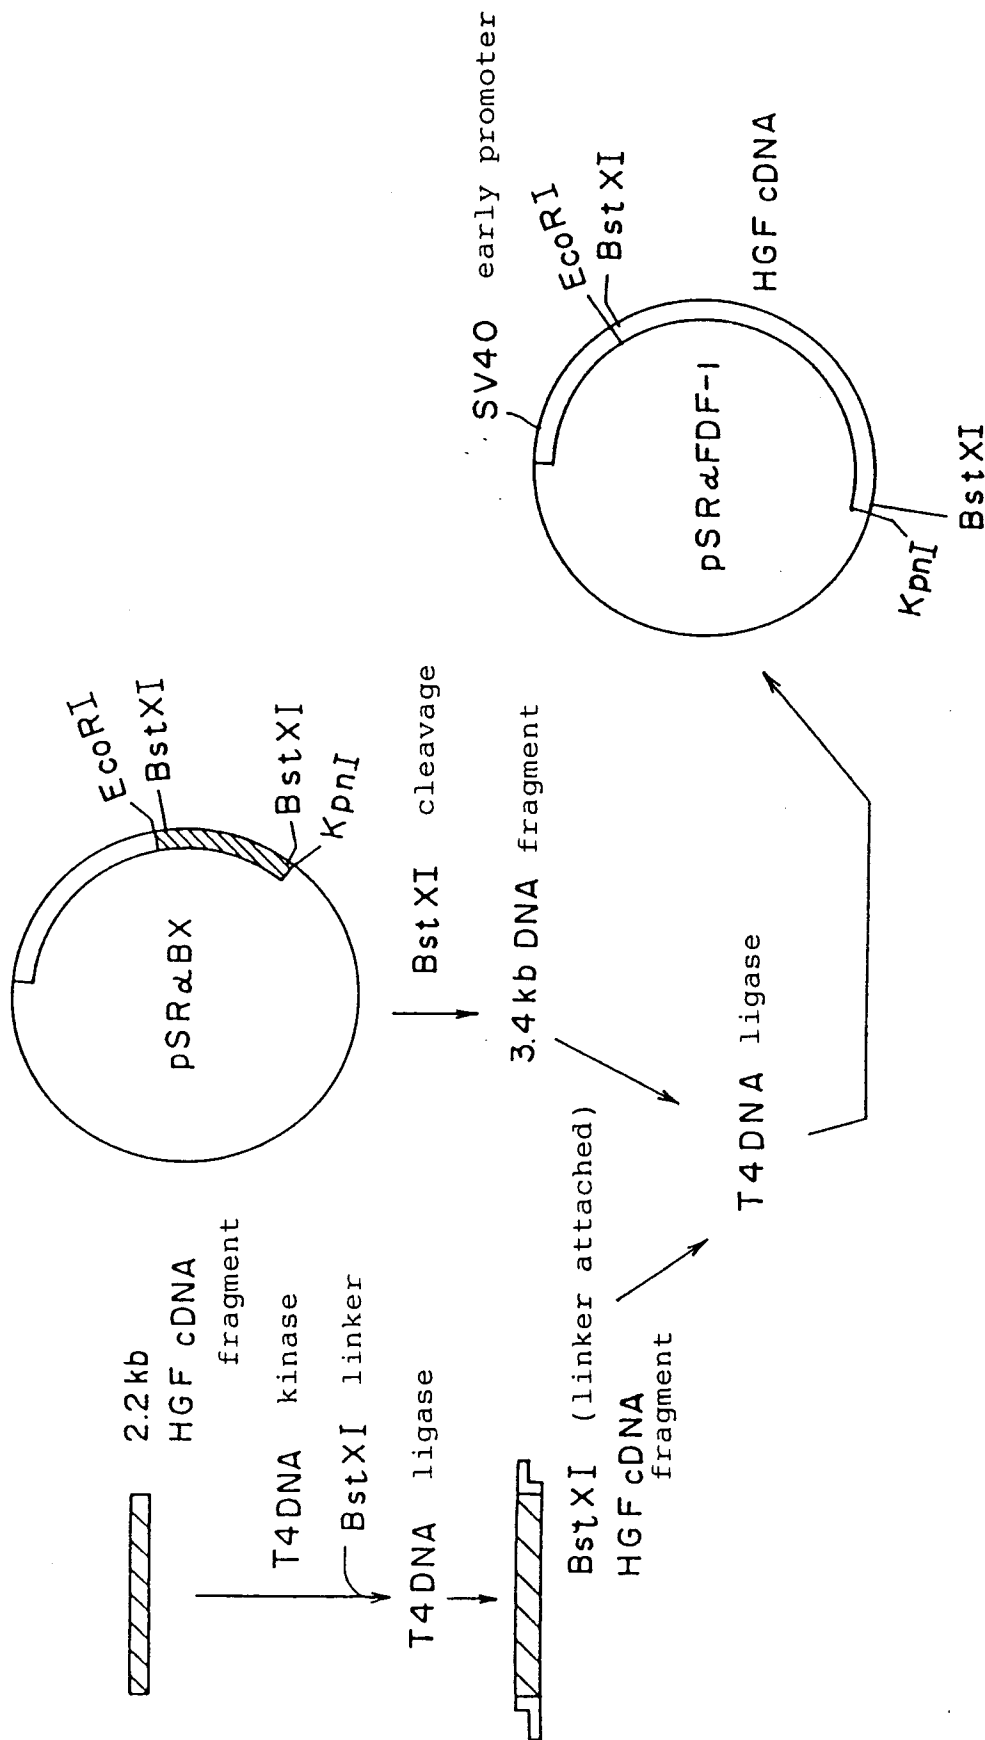 2.2kb
HGF cDNA
fragment
T4DNA kinase
BstXI linker
T4DNA ligase
BstXI (linker attached)
HGF cDNA
fragment
pSRαBX
EcoRI
BstXI
BstXI
KpnI
BstXI cleavage
3.4kb DNA fragment
T4DNA ligase
SV40 early promoter
EcoRI
BstXI
pSRαFDF-1
HGF cDNA
KpnI
BstXI